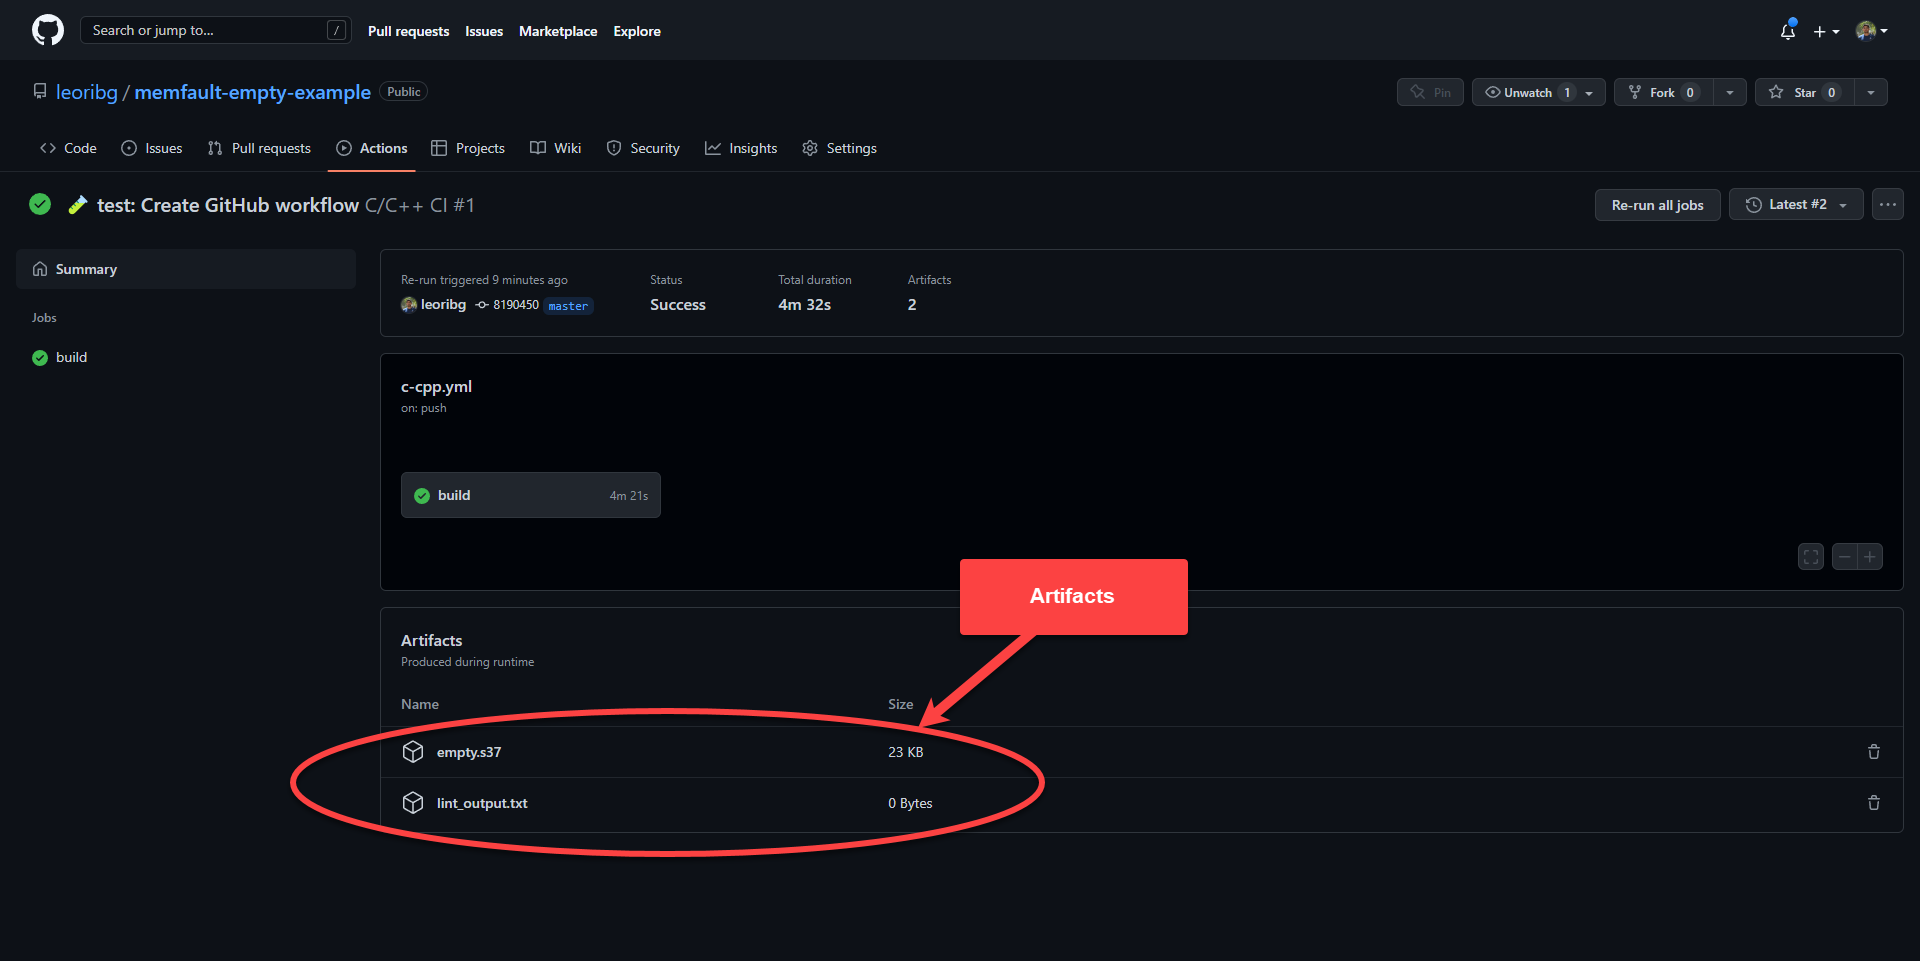 Search or jump to... /
Pull requests Issues Marketplace Explore
leoribg / memfault-empty-example Public
Pin
Unwatch 1
Fork 0
Star 0
Code Issues Pull requests Actions Projects Wiki Security Insights Settings
test: Create GitHub workflow C/C++ CI #1
Re-run all jobs
Latest #2
Summary
Jobs
build
Re-run triggered 9 minutes ago Status Total duration Artifacts
leoribg 8190450 master Success 4m 32s 2
c-cpp.yml
on: push
build 4m 21s
Artifacts
Artifacts
Produced during runtime
Name Size
empty.s37 23 KB
lint_output.txt 0 Bytes